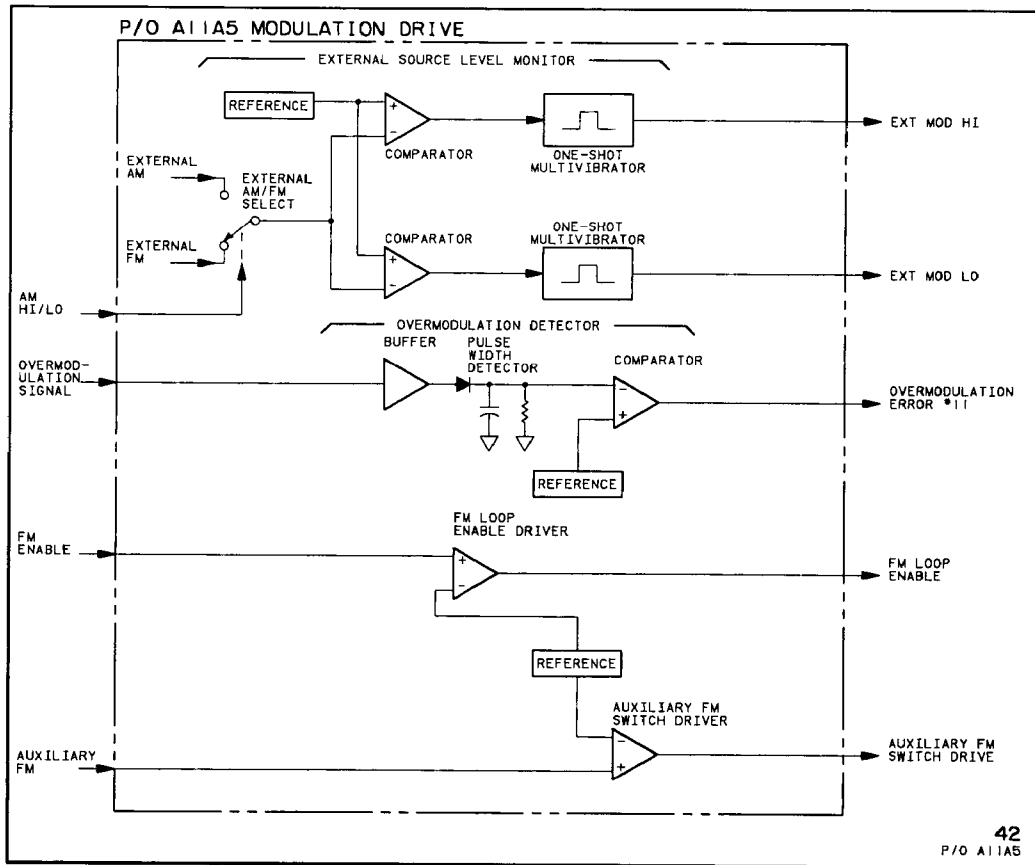 P/O A11A5 MODULATION DRIVE
EXTERNAL SOURCE LEVEL MONITOR
REFERENCE
+
-
COMPARATOR
ONE-SHOT
MULTIVIBRATOR
EXT MOD HI
EXTERNAL
AM
EXTERNAL
AM/FM
SELECT
EXTERNAL
FM
COMPARATOR
+
-
ONE-SHOT
MULTIVIBRATOR
EXT MOD LO
AM
HI/LO
OVERMODULATION DETECTOR
OVERMOD-
ULATION
SIGNAL
BUFFER
PULSE
WIDTH
DETECTOR
COMPARATOR
-
+
OVERMODULATION
ERROR *11
REFERENCE
FM
ENABLE
FM LOOP
ENABLE DRIVER
+
-
FM LOOP
ENABLE
REFERENCE
AUXILIARY FM
SWITCH DRIVER
AUXILIARY
FM
-
+
AUXILIARY FM
SWITCH DRIVE
42
P/O A11A5